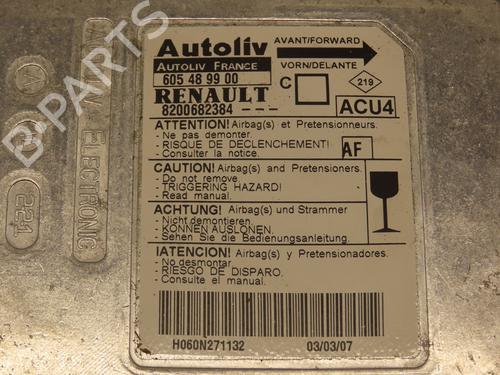 Autoliv
AUTOLIV FRANCE
605 48 99 00
RENAULT
8200682384 ---
AVANT/FORWARD
VORN/DELANTE
C
219
ACU4
AF
ATTENTION! Airbag(s) et Pretensionneurs.
- Ne pas demonter.
- RISQUE DE DECLENCHEMENT!
- Consulter la notice.
CAUTION! Airbag(s) and Pretensioners.
- Do not remove.
- TRIGGERING HAZARD!
- Read manual.
ACHTUNG! Airbag(s) und Strammer
- Nicht demontieren.
- KÖNNEN AUSLÖNEN.
- Sehen Sie die Bedienungsanleitung.
!ATENCION! Airbag(s) y Pretensionadores.
- No desmontar
- RIESGO DE DISPARO.
- Consulte el manual.
H060N271132
03/03/07
B-PARTS
ELECTRONIC
221